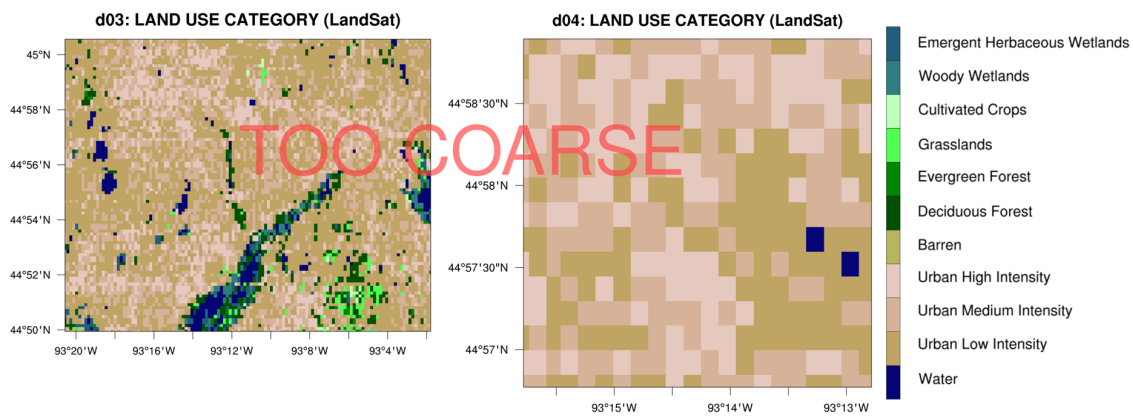 d03: LAND USE CATEGORY (LandSat)
d04: LAND USE CATEGORY (LandSat)
45°N
44°58'N
44°56'N
44°54'N
44°52'N
44°50'N
93°20'W 93°16'W 93°12'W 93°8'W 93°4'W
TOO COARSE
44°58'30"N
44°58'N
44°57'30"N
44°57'N
93°15'W 93°14'W 93°13'W
Emergent Herbaceous Wetlands
Woody Wetlands
Cultivated Crops
Grasslands
Evergreen Forest
Deciduous Forest
Barren
Urban High Intensity
Urban Medium Intensity
Urban Low Intensity
Water